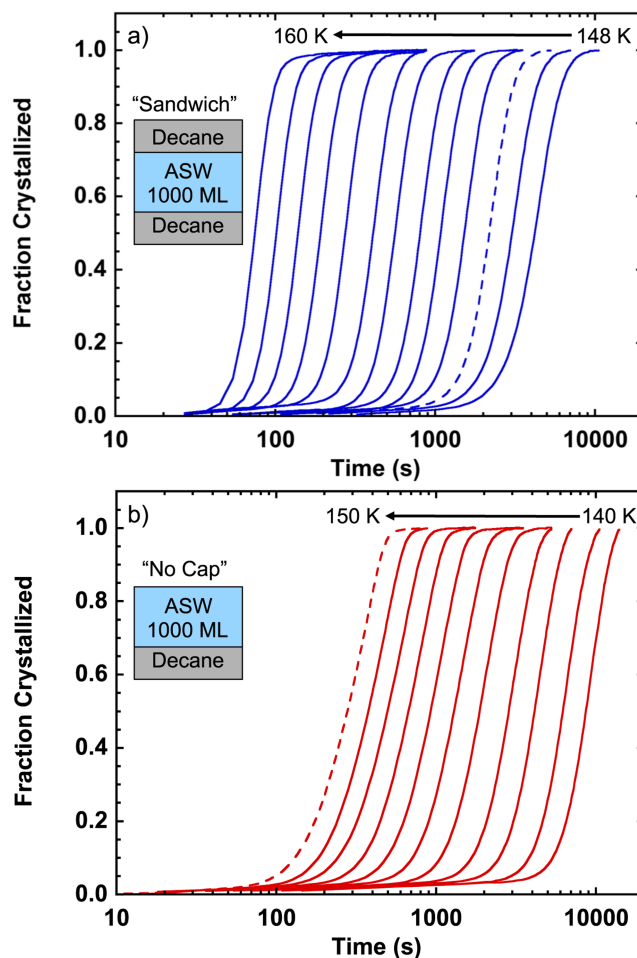 a)
160 K
148 K
1.0
"Sandwich"
Decane
ASW
1000 ML
Decane
0.8
0.6
0.4
0.2
0.0
Fraction Crystallized
10
100
1000
10000
Time (s)
b)
150 K
140 K
1.0
"No Cap"
ASW
1000 ML
Decane
0.8
0.6
0.4
0.2
0.0
Fraction Crystallized
10
100
1000
10000
Time (s)